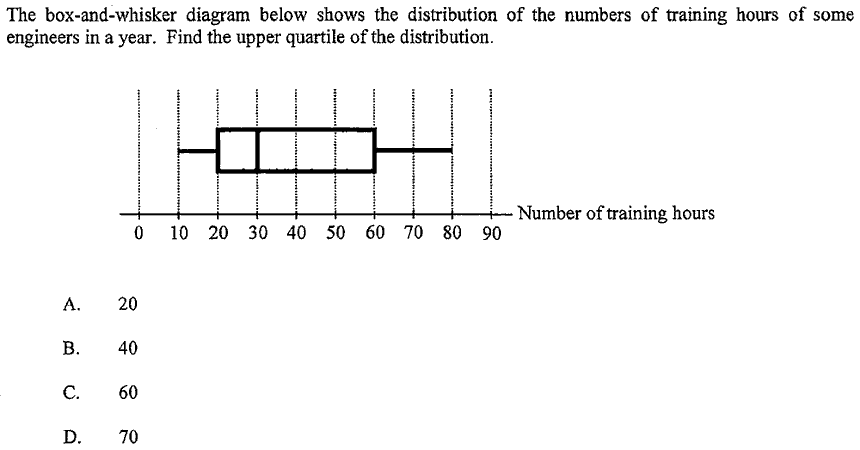 The box-and-whisker diagram below shows the distribution of the numbers of training hours of some
engineers in a year. Find the upper quartile of the distribution.
Number of training hours
0 10 20 30 40 50 60 70 80 90
A. 20
B. 40
C. 60
D. 70